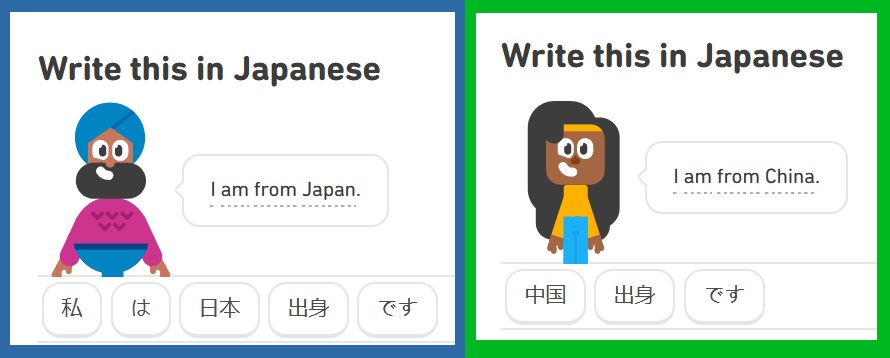 Write this in Japanese
I am from Japan.
私 は 日本 出身 です
Write this in Japanese
I am from China.
中国 出身 です